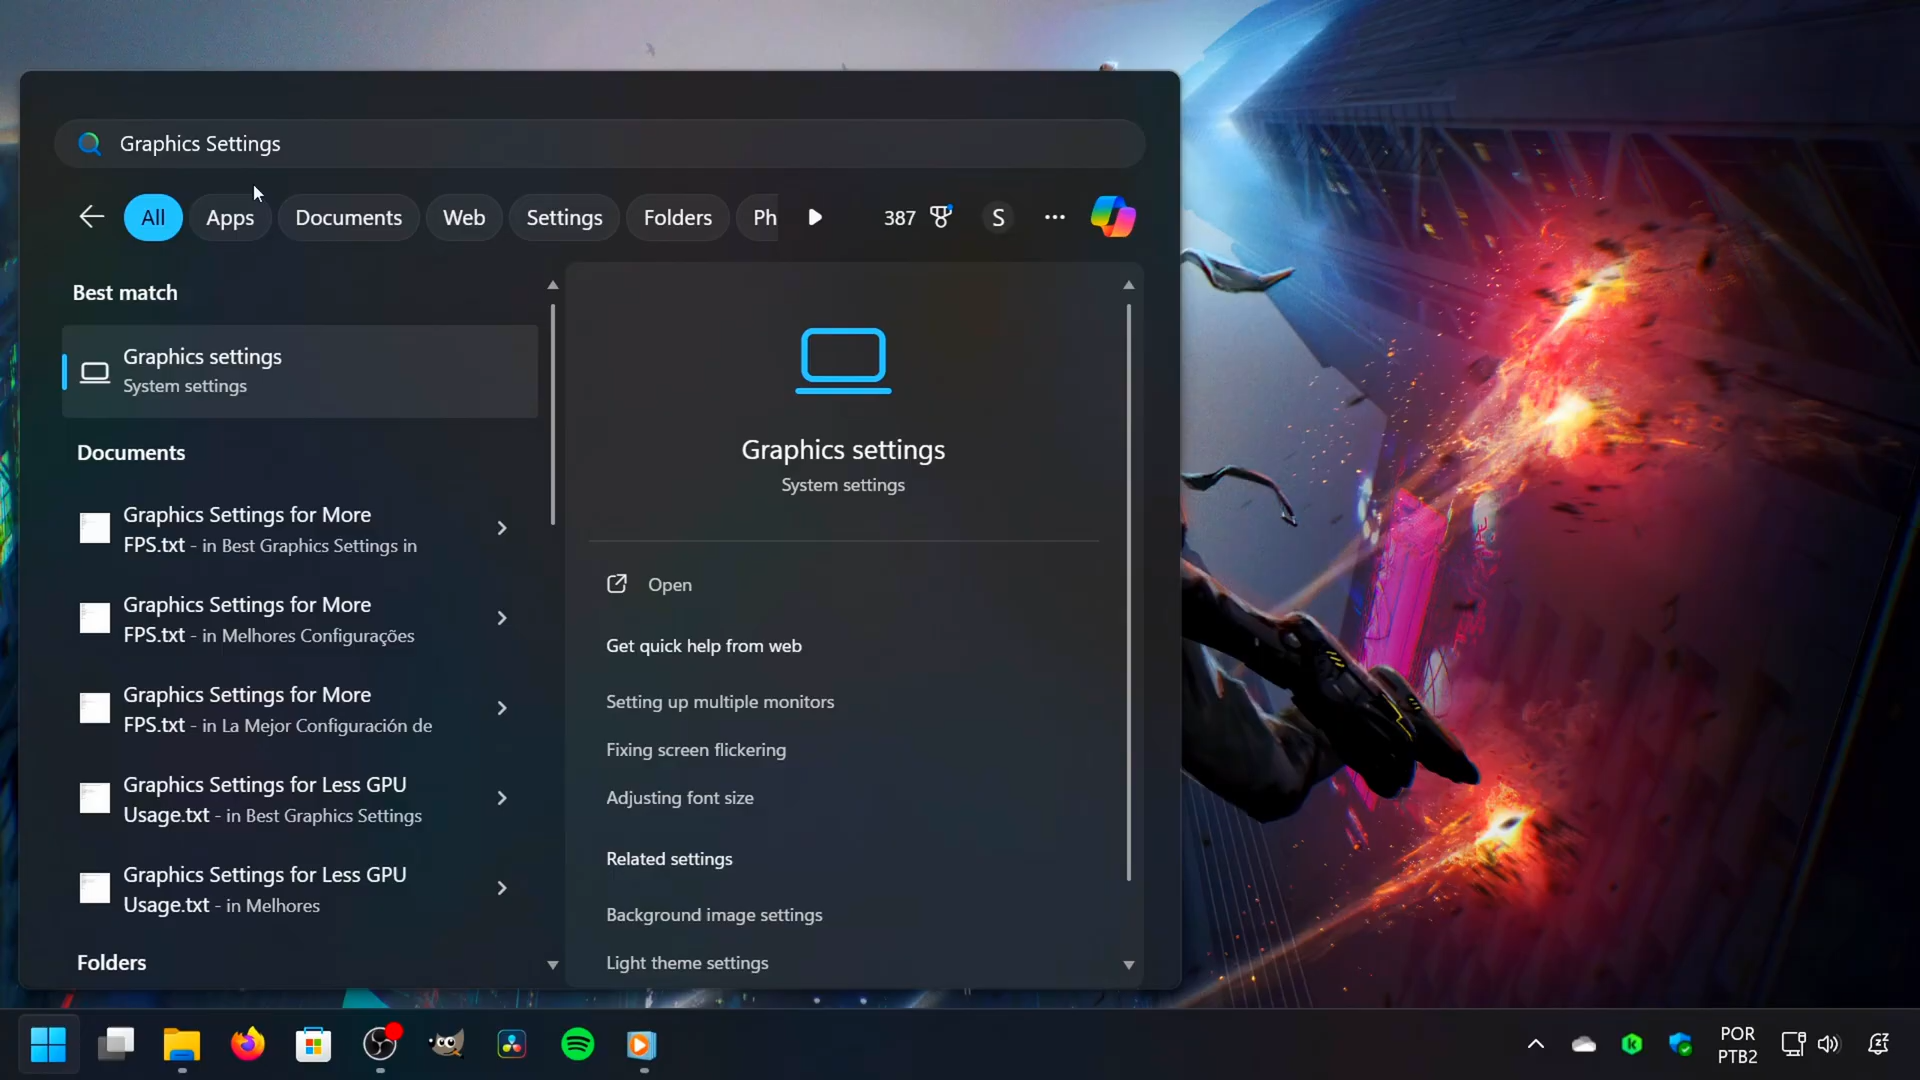 Graphics Settings
All
Apps
Documents
Web
Settings
Folders
Ph
387
S
Best match
Graphics settings
System settings
Documents
Graphics Settings for More
FPS.txt - in Best Graphics Settings in
Graphics Settings for More
FPS.txt - in Melhores Configurações
Graphics Settings for More
FPS.txt - in La Mejor Configuración de
Graphics Settings for Less GPU
Usage.txt - in Best Graphics Settings
Graphics Settings for Less GPU
Usage.txt - in Melhores
Folders
Graphics settings
System settings
Open
Get quick help from web
Setting up multiple monitors
Fixing screen flickering
Adjusting font size
Related settings
Background image settings
Light theme settings
POR
PTB2